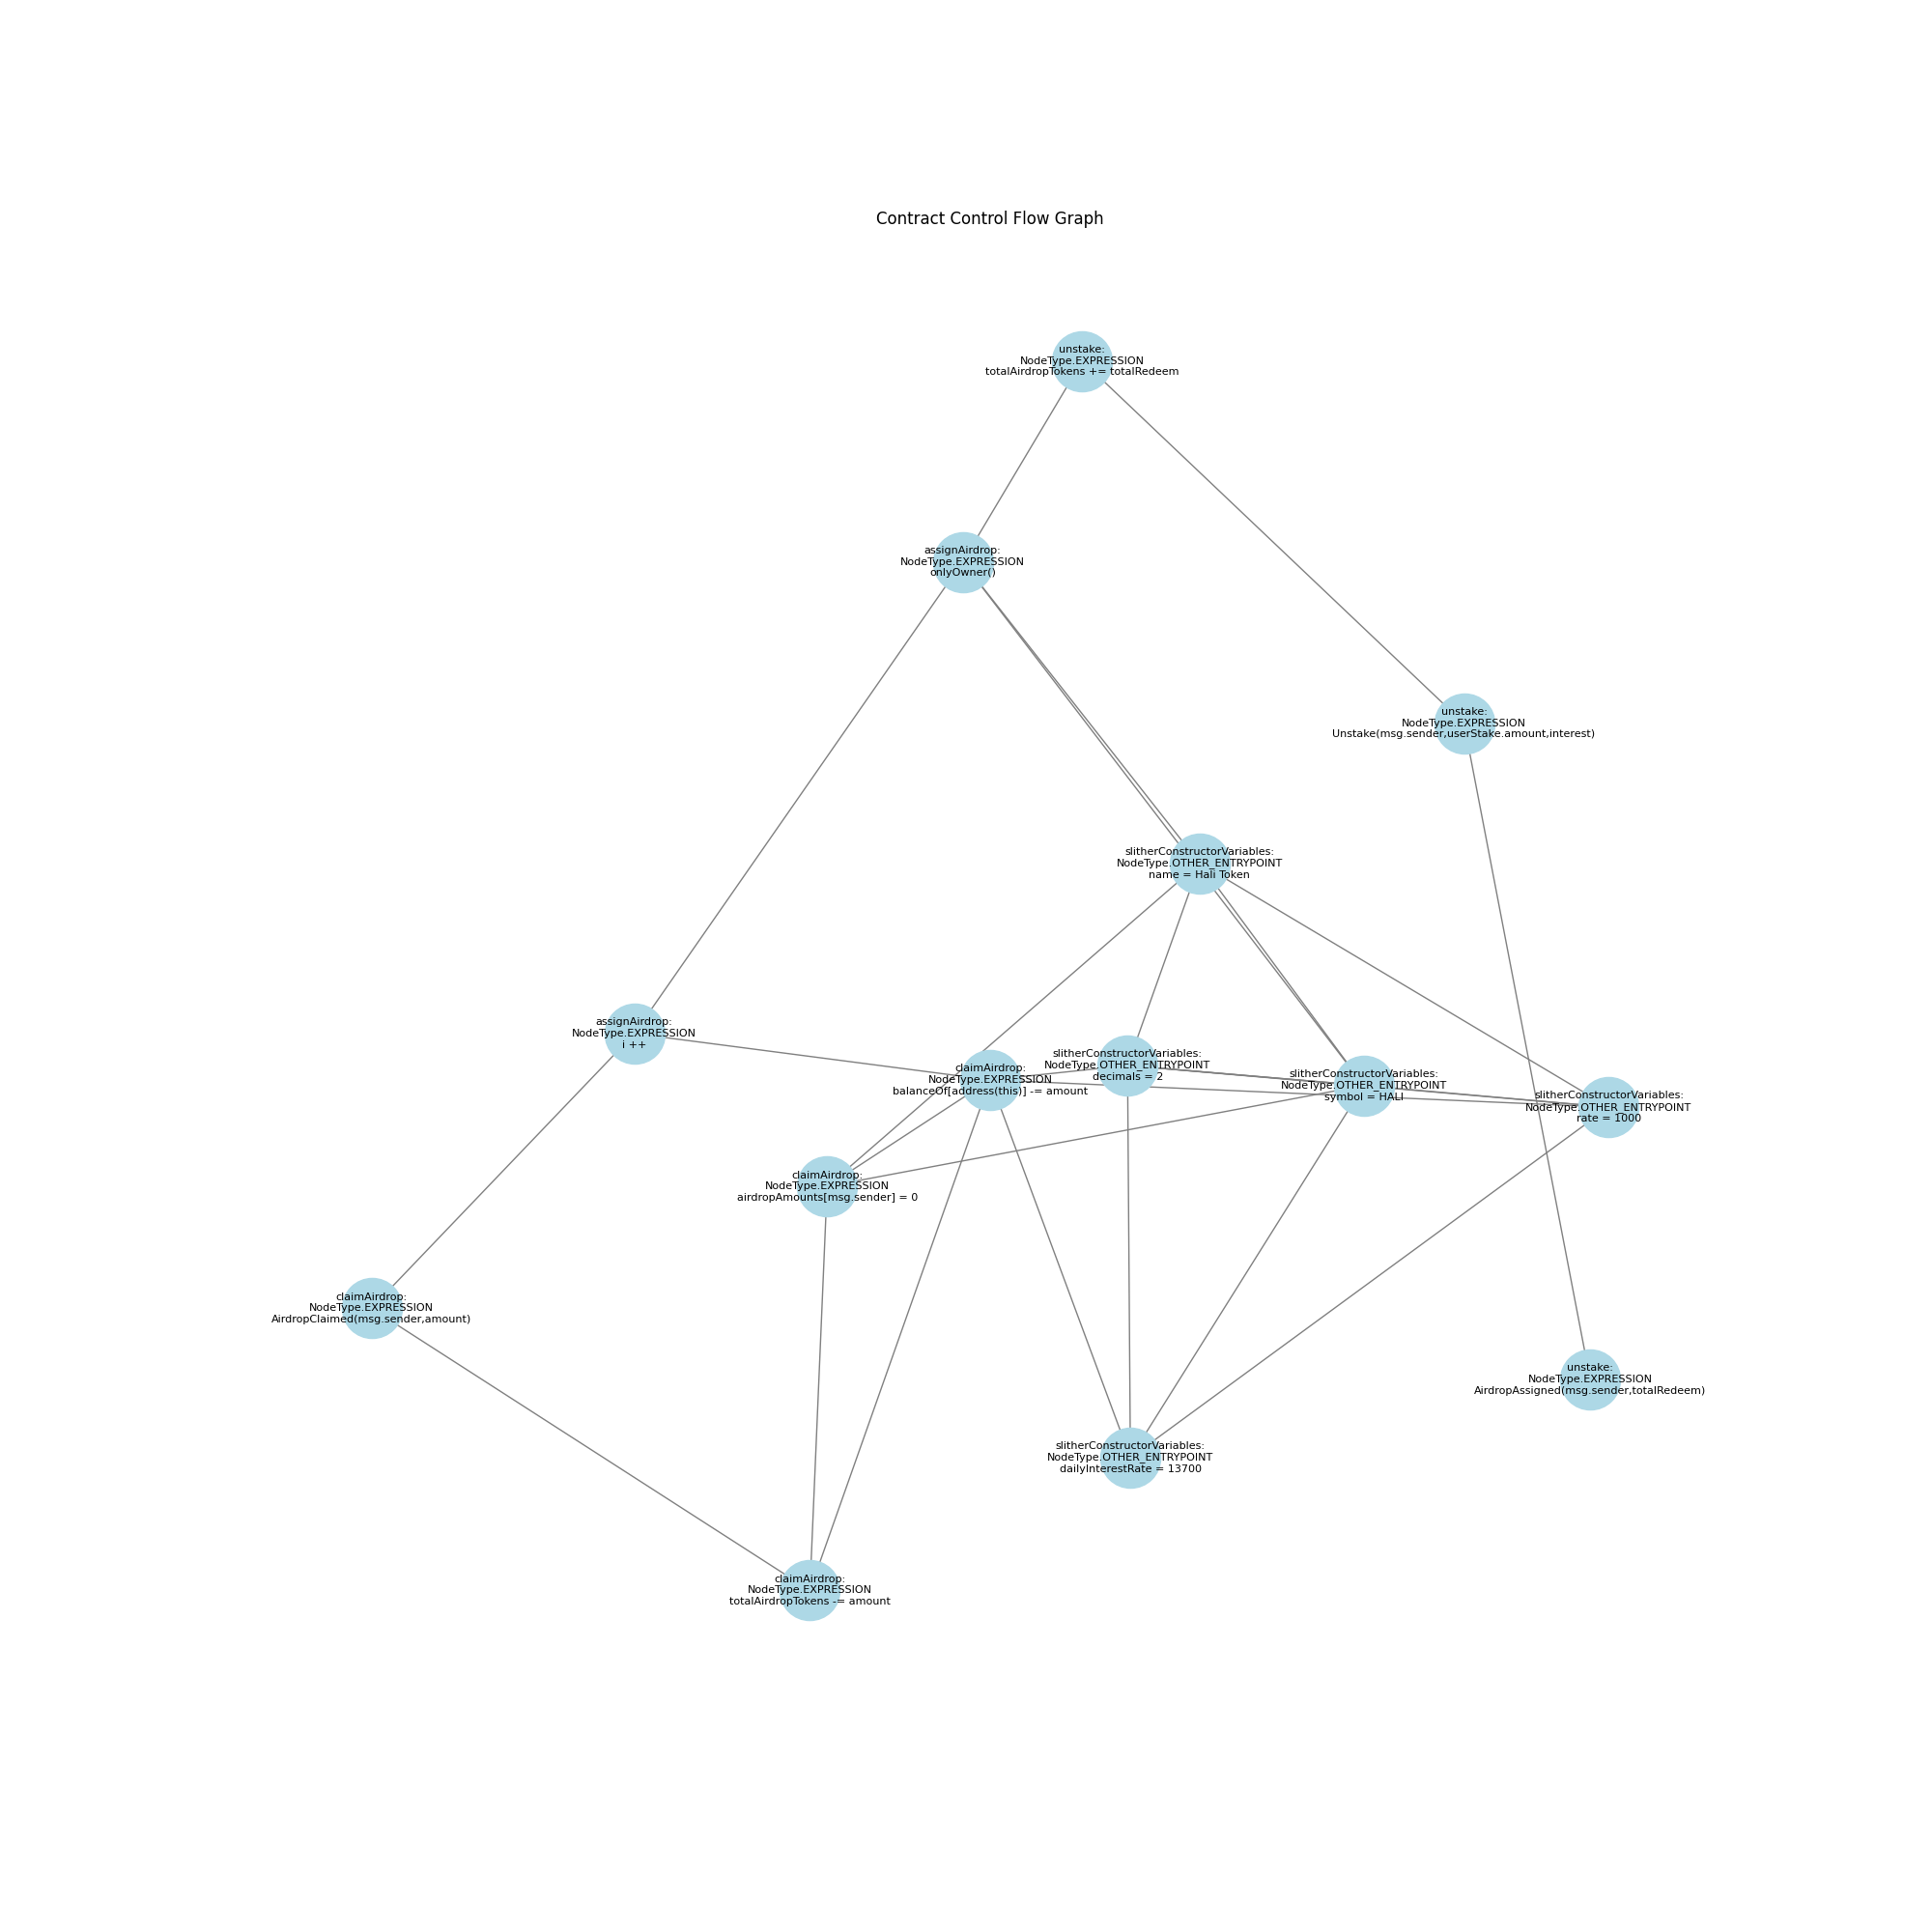 Contract Control Flow Graph
unstake:
NodeType.EXPRESSION
totalAirdropTokens += totalRedeem
assignAirdrop:
NodeType.EXPRESSION
onlyOwner()
unstake:
NodeType.EXPRESSION
Unstake(msg.sender,userStake.amount,interest)
slitherConstructorVariables:
NodeType.OTHER_ENTRYPOINT
name = Hali Token
assignAirdrop:
NodeType.EXPRESSION
i ++
claimAirdrop:
NodeType.EXPRESSION
balanceOf[address(this)] -= amount
slitherConstructorVariables:
NodeType.OTHER_ENTRYPOINT
decimals = 2
slitherConstructorVariables:
NodeType.OTHER_ENTRYPOINT
symbol = HALI
slitherConstructorVariables:
NodeType.OTHER_ENTRYPOINT
rate = 1000
claimAirdrop:
NodeType.EXPRESSION
airdropAmounts[msg.sender] = 0
claimAirdrop:
NodeType.EXPRESSION
AirdropClaimed(msg.sender,amount)
unstake:
NodeType.EXPRESSION
AirdropAssigned(msg.sender,totalRedeem)
slitherConstructorVariables:
NodeType.OTHER_ENTRYPOINT
dailyInterestRate = 13700
claimAirdrop:
NodeType.EXPRESSION
totalAirdropTokens -= amount